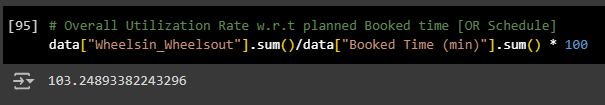 [95] # Overall Utilization Rate w.r.t planned Booked time [OR Schedule]
data["Wheelsin_Wheelsout"].sum()/data["Booked Time (min)"].sum() * 100
103.24893382243296